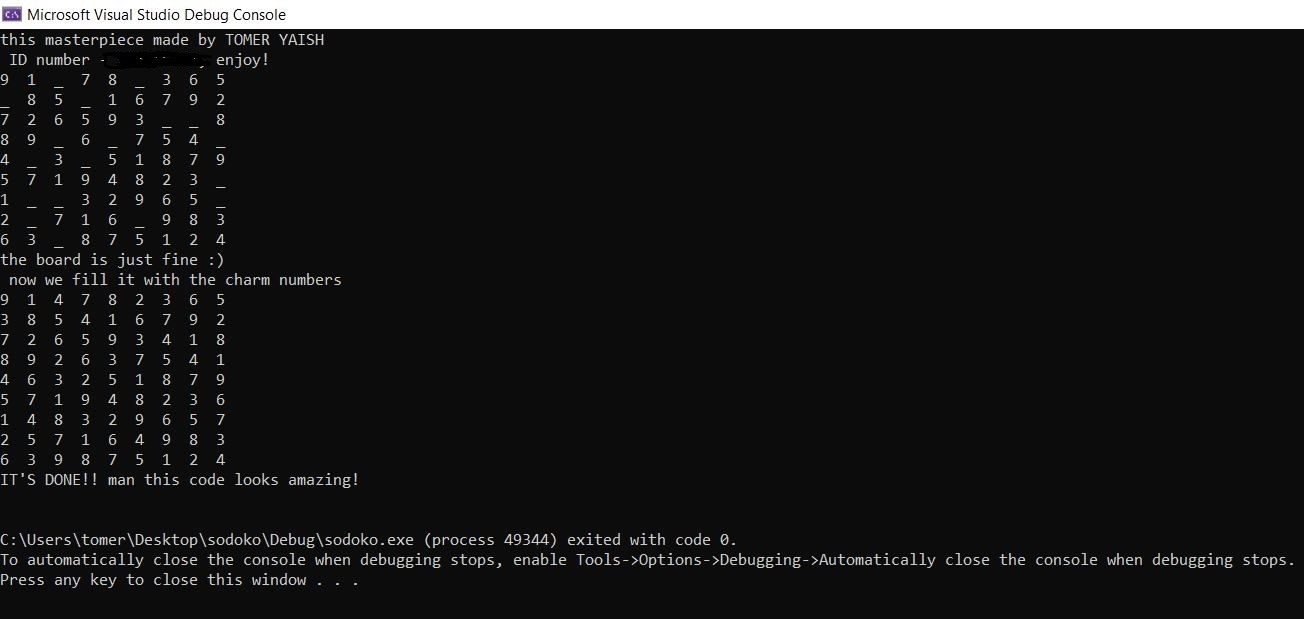 Microsoft Visual Studio Debug Console
this masterpiece made by TOMER YAISH
ID number - enjoy!
9 1 _ 7 8 _ 3 6 5
_ 8 5 _ 1 6 7 9 2
7 2 6 5 9 3 _ _ 8
8 9 _ 6 _ 7 5 4 _
4 _ 3 _ 5 1 8 7 9
5 7 1 9 4 8 2 3 _
1 _ _ 3 2 9 6 5 _
2 _ 7 1 6 _ 9 8 3
6 3 _ 8 7 5 1 2 4
the board is just fine :)
now we fill it with the charm numbers
9 1 4 7 8 2 3 6 5
3 8 5 4 1 6 7 9 2
7 2 6 5 9 3 4 1 8
8 9 2 6 3 7 5 4 1
4 6 3 2 5 1 8 7 9
5 7 1 9 4 8 2 3 6
1 4 8 3 2 9 6 5 7
2 5 7 1 6 4 9 8 3
6 3 9 8 7 5 1 2 4
IT'S DONE!! man this code looks amazing!
C:\Users\tomer\Desktop\sodoko\Debug\sodoko.exe (process 49344) exited with code 0.
To automatically close the console when debugging stops, enable Tools->Options->Debugging->Automatically close the console when debugging stops.
Press any key to close this window . . .